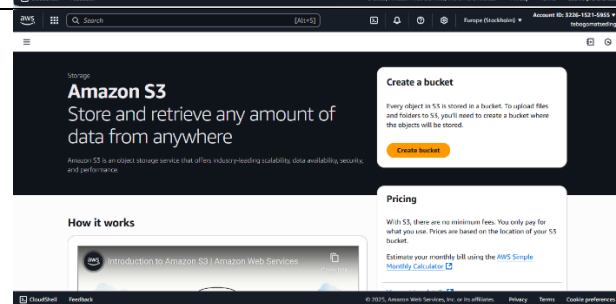 aws
Search
[Alt+S]
Europe (Stockholm)
Account ID: 3236-1521-5955
tebogomatseding
Storage
Amazon S3
Store and retrieve any amount of
data from anywhere
Amazon S3 is an object storage service that offers industry-leading scalability, data availability, security,
and performance.
Create a bucket
Every object in S3 is stored in a bucket. To upload files
and folders to S3, you'll need to create a bucket where
the objects will be stored.
Create bucket
Pricing
With S3, there are no minimum fees. You only pay for
what you use. Prices are based on the location of your S3
bucket.
Estimate your monthly bill using the AWS Simple
Monthly Calculator
How it works
aws
Introduction to Amazon S3 | Amazon Web Services
CloudShell
Feedback
© 2025, Amazon Web Services, Inc. or its affiliates.
Privacy
Terms
Cookie preferences